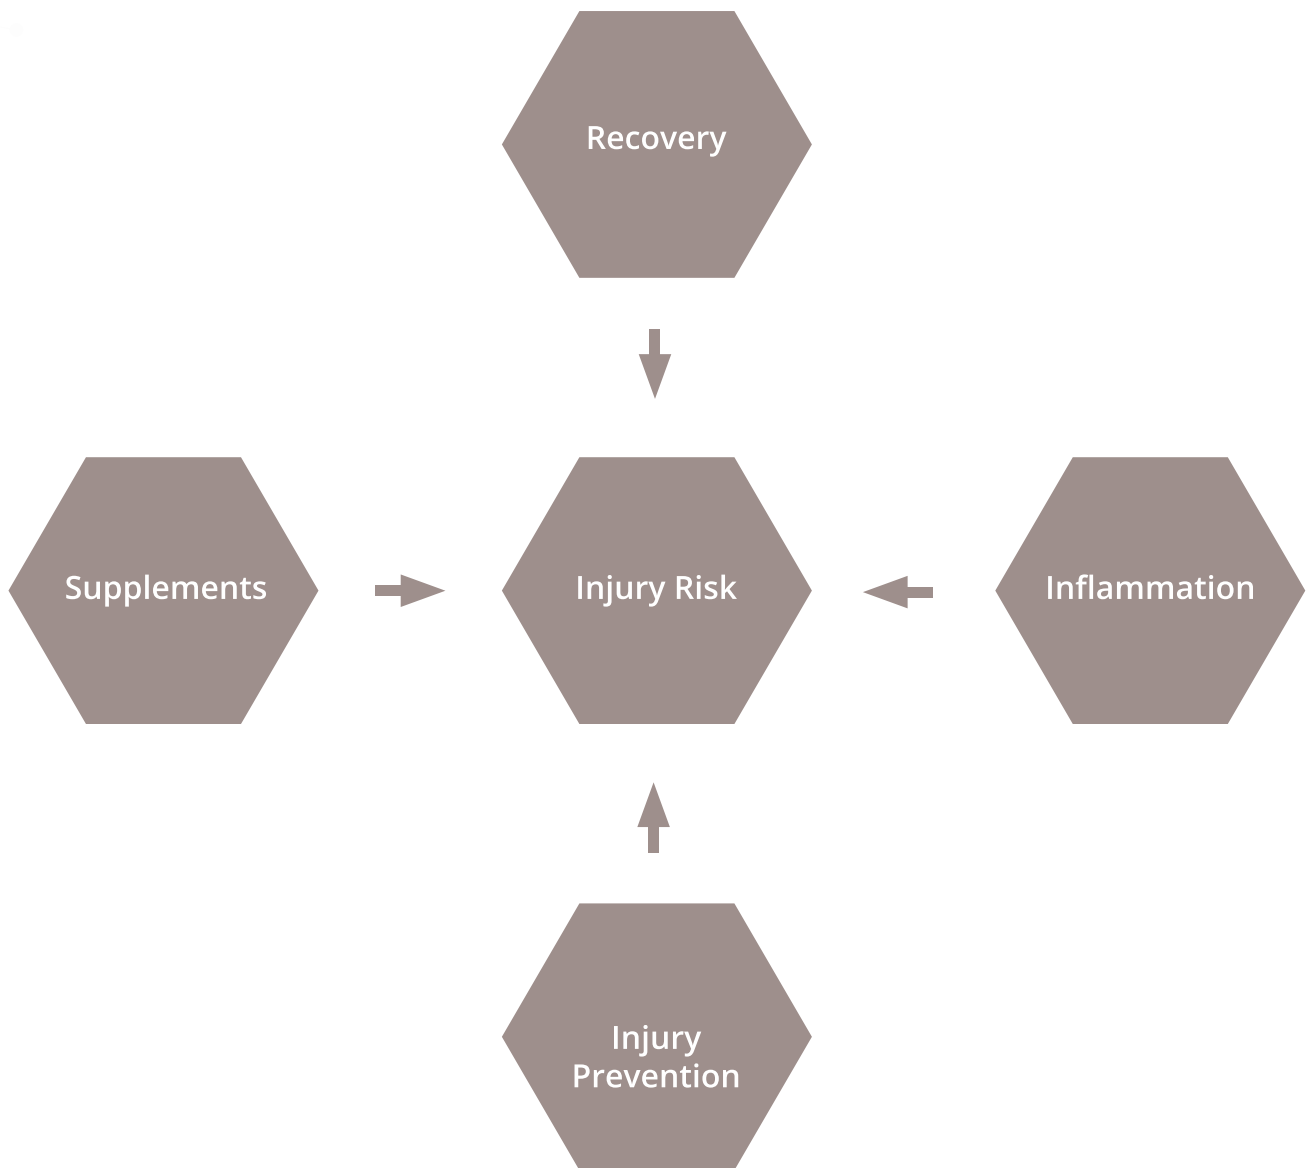 Recovery
Supplements
Injury Risk
Inflammation
Injury
Prevention